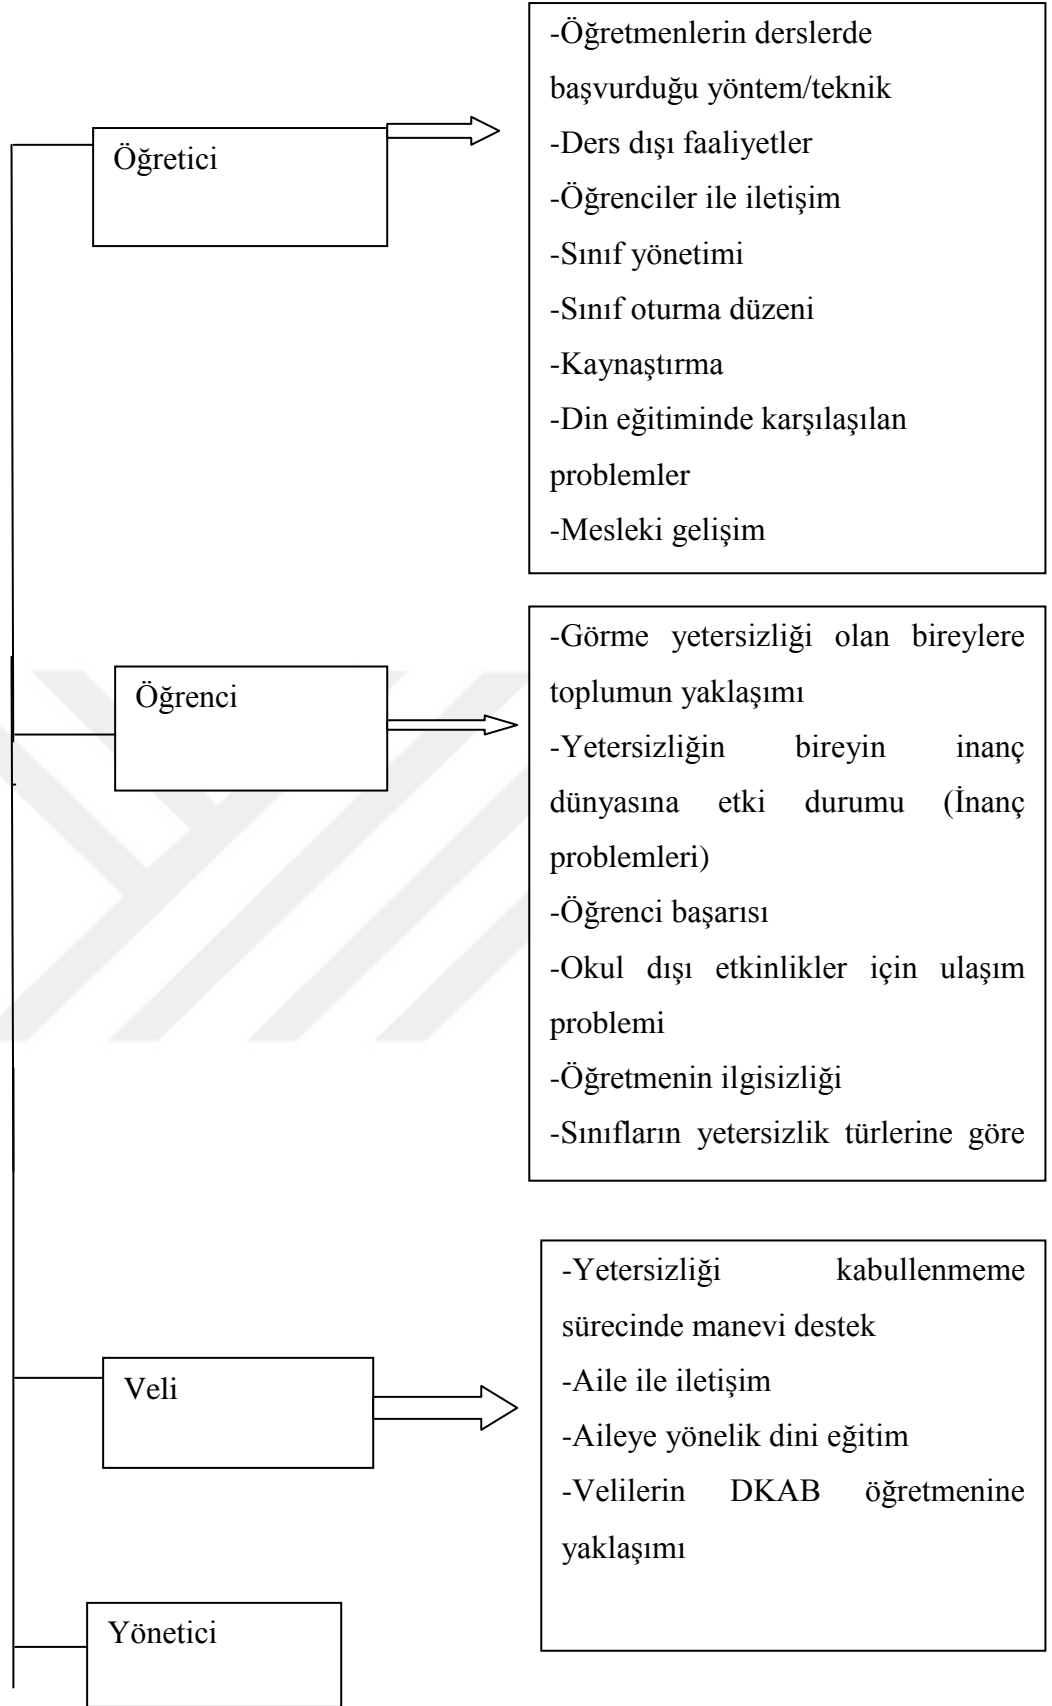 Öğretici
-Öğretmenlerin derslerde
başvurduğu yöntem/teknik
-Ders dışı faaliyetler
-Öğrenciler ile iletişim
-Sınıf yönetimi
-Sınıf oturma düzeni
-Kaynaştırma
-Din eğitiminde karşılaşılan
problemler
-Mesleki gelişim
Öğrenci
-Görme yetersizliği olan bireylere
toplumun yaklaşımı
-Yetersizliğin bireyin inanç
dünyasına etki durumu (İnanç
problemleri)
-Öğrenci başarısı
-Okul dışı etkinlikler için ulaşım
problemi
-Öğretmenin ilgisizliği
-Sınıfların yetersizlik türlerine göre
Veli
-Yetersizliği kabullenmeme
sürecinde manevi destek
-Aile ile iletişim
-Aileye yönelik dini eğitim
-Velilerin DKAB öğretmenine
yaklaşımı
Yönetici